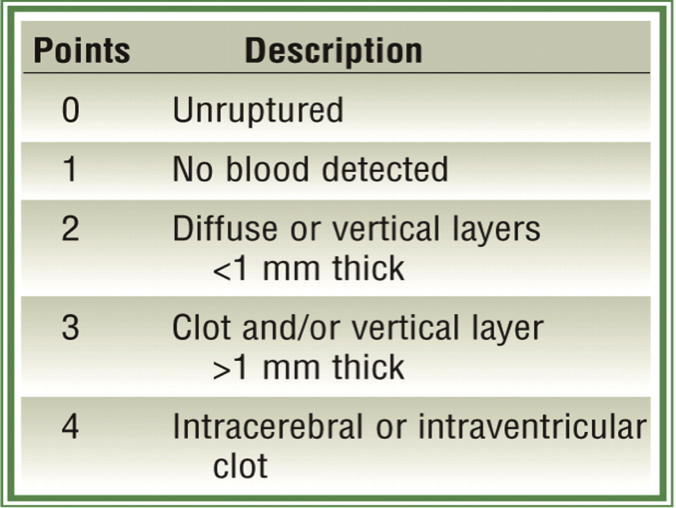 Points Description
0 Unruptured
1 No blood detected
2 Diffuse or vertical layers
<1 mm thick
3 Clot and/or vertical layer
>1 mm thick
4 Intracerebral or intraventricular
clot